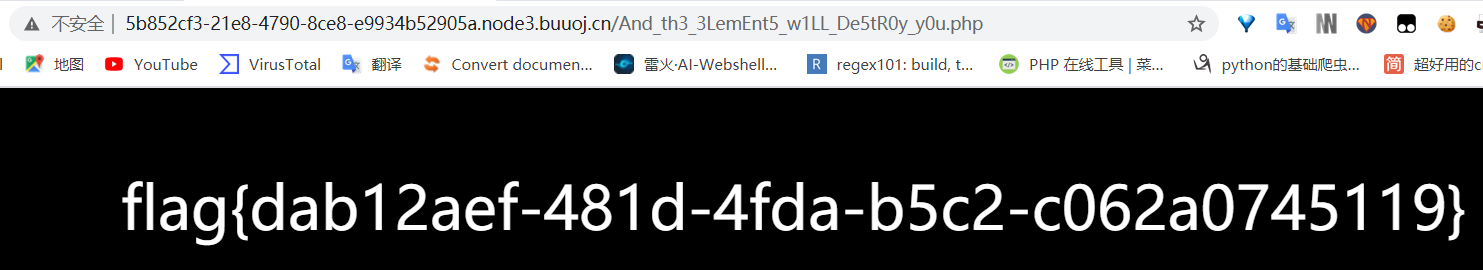 不安全 | 5b852cf3-21e8-4790-8ce8-e9934b52905a.node3.buuoj.cn/And_th3_3LemEnt5_w1LL_De5tR0y_y0u.php
地图 YouTube VirusTotal 翻译 Convert documen... 雷火·AI-Webshell... R regex101: build, t... PHP 在线工具 | 菜... python的基础爬虫... 简 超好用的c
flag{dab12aef-481d-4fda-b5c2-c062a0745119}